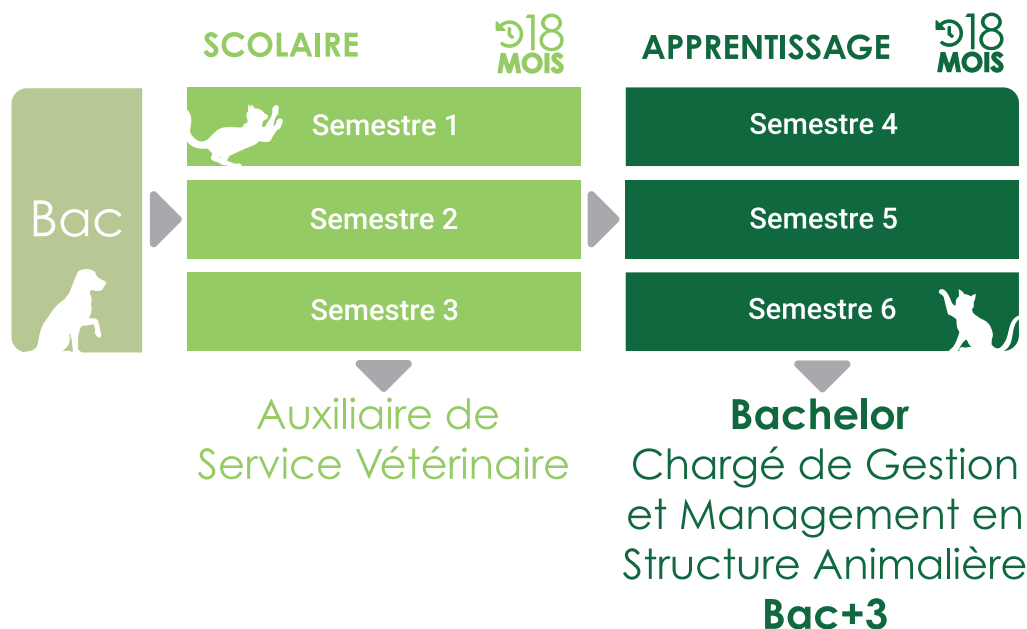 SCOLAIRE
18
MOIS
APPRENTISSAGE
18
MOIS
Bac
Semestre 1
Semestre 2
Semestre 3
Semestre 4
Semestre 5
Semestre 6
Auxiliaire de
Service Vétérinaire
Bachelor
Chargé de Gestion
et Management en
Structure Animalière
Bac+3